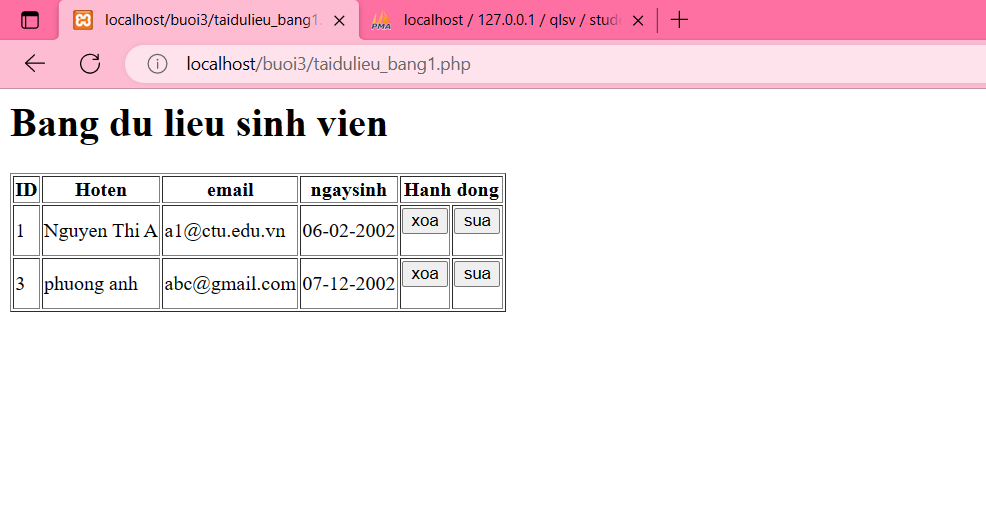 localhost/buoi3/taidulieu_bang1.
localhost / 127.0.0.1 / qlsv / stude
localhost/buoi3/taidulieu_bang1.php
Bang du lieu sinh vien
ID Hoten email ngaysinh Hanh dong
1 Nguyen Thi A a1@ctu.edu.vn 06-02-2002 xoa sua
3 phuong anh abc@gmail.com 07-12-2002 xoa sua